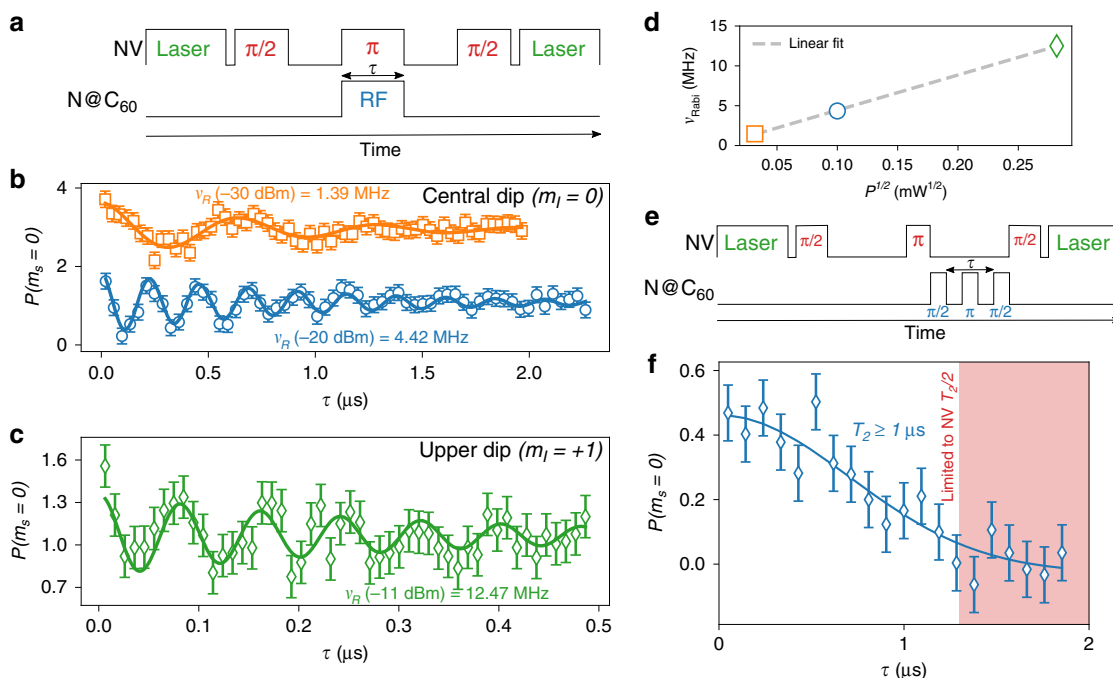 a
NV Laser π/2 π π/2 Laser
τ
N@C60 RF
Time
b
νR (−30 dBm) = 1.39 MHz Central dip (mI = 0)
4
2
0
P(ms = 0)
νR (−20 dBm) = 4.42 MHz
0.0 0.5 1.0 1.5 2.0
τ (μs)
c
Upper dip (mI = +1)
1.6
1.3
1.0
0.7
P(ms = 0)
νR (−11 dBm) = 12.47 MHz
0.0 0.1 0.2 0.3 0.4 0.5
τ (μs)
d
Linear fit
15
10
5
0
νRabi (MHz)
0.05 0.10 0.15 0.20 0.25
P1/2 (mW1/2)
e
NV Laser π/2 π π/2 Laser
τ
N@C60
π/2 π π/2
Time
f
0.6
0.4
0.2
0.0
P(ms = 0)
T2 ≥ 1 μs
Limited to NV T2/2
0 1 2
τ (μs)